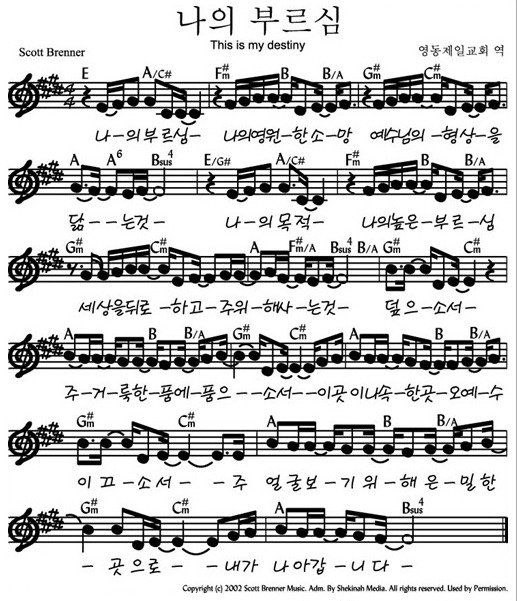 나의 부르심
This is my destiny
Scott Brenner
영동제일교회 역
E A/C# F#m B B/A G#m C#m
나-의부르심- 나의영원-한소-망 예수님의-형상-을
A A6 Bsus4 E/G# A/C# F#m B B/A
닮--는것- 나-의목적- 나의높은-부르-심
G#m C#m A F#m/A Bsus4 B/A G#m C#m
세상을뒤로-하고-주위-해사-는것- 덮으-소서-
A B B/A G#m C#m A B B/A
주-거-룩한-풍에-풍으--소서--이곳이나속-한곳-오예-수
G#m C#m A B B/A
이끄-소서-- 주얼굴보-기위-해은-밀한
G#m C#m A Bsus4
-곳으로--내가나아갑-니다-
Copyright (c) 2002 Scott Brenner Music. Adm. By Shekinah Media. All rights reserved. Used by Permission.